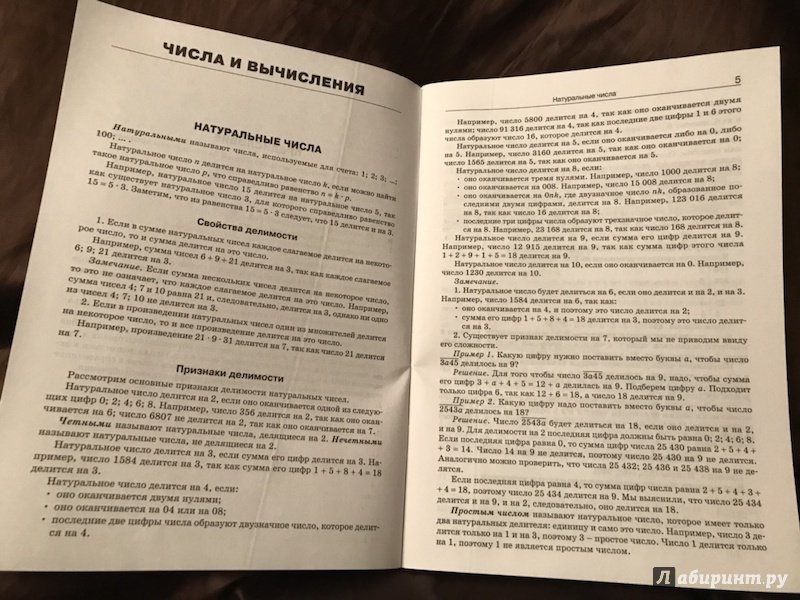 ЧИСЛА И ВЫЧИСЛЕНИЯ
НАТУРАЛЬНЫЕ ЧИСЛА
Натуральными называют числа, используемые для счета: 1; 2; 3; ...;
100; ... .
Натуральное число n делится на натуральное число k, если можно найти
такое натуральное число p, что справедливо равенство n = k · p.
Например, натуральное число 15 делится на натуральное число 5, так
как существует натуральное число 3, для которого справедливо равенство
15 = 5 · 3. Заметим, что из равенства 15 = 5 · 3 следует, что 15 делится и на 3.
Свойства делимости
1. Если в сумме натуральных чисел каждое слагаемое делится на некото-
рое число, то и сумма делится на это число.
Например, сумма чисел 6 + 9 + 21 делится на 3, так как каждое слагаемое
6; 9; 21 делится на 3.
Замечание. Если сумма нескольких чисел делится на некоторое число,
то это не означает, что каждое слагаемое делится на это число. Например,
сумма чисел 4; 7 и 10 равна 21 и, следовательно, делится на 3, однако ни одно
из чисел 4; 7; 10 не делится на 3.
2. Если в произведении натуральных чисел один из множителей делится
на некоторое число, то и все произведение делится на это число.
Например, произведение 21 · 9 · 31 делится на 7, так как число 21 делится
на 7.
Признаки делимости
Рассмотрим основные признаки делимости натуральных чисел.
Натуральное число делится на 2, если оно оканчивается одной из следую-
щих цифр 0; 2; 4; 6; 8. Например, число 356 делится на 2, так как оно окан-
чивается на 6; число 6807 не делится на 2, так как оно оканчивается на 7.
Четными называют натуральные числа, делящиеся на 2. Нечетными
называют натуральные числа, не делящиеся на 2.
Натуральное число делится на 3, если сумма его цифр делится на 3. На-
пример, число 1584 делится на 3, так как сумма его цифр 1 + 5 + 8 + 4 = 18
делится на 3.
Натуральное число делится на 4, если:
• оно оканчивается двумя нулями;
• оно оканчивается на 04 или на 08;
• последние две цифры числа образуют двузначное число, которое делит-
ся на 4.
Натуральные числа
5
Например, число 5800 делится на 4, так как оно оканчивается двумя
нулями; число 91 316 делится на 4, так как последние две цифры 1 и 6 этого
числа образуют число 16, которое делится на 4.
Натуральное число делится на 5, если оно оканчивается либо на 0, либо
на 5. Например, число 3160 делится на 5, так как оно оканчивается на 0;
число 1565 делится на 5, так как оно оканчивается на 5.
Натуральное число делится на 8, если:
• оно оканчивается тремя нулями. Например, число 1000 делится на 8;
• оно оканчивается на 008. Например, число 15 008 делится на 8;
• оно оканчивается на 0nk, где двузначное число nk, образованное по-
следними двумя цифрами, делится на 8. Например, 123 016 делится
на 8, так как число 16 делится на 8;
• последние три цифры числа образуют трехзначное число, которое делит-
ся на 8. Например, 23 168 делится на 8, так как число 168 делится на 8.
Натуральное число делится на 9, если сумма его цифр делится на 9.
Например, число 12 915 делится на 9, так как сумма цифр этого числа
1 + 2 + 9 + 1 + 5 = 18 делится на 9.
Натуральное число делится на 10, если оно оканчивается на 0. Например,
число 1230 делится на 10.
Замечание.
1. Натуральное число будет делиться на 6, если оно делится и на 2, и на 3.
Например, число 1584 делится на 6, так как:
• оно оканчивается на 4, и поэтому это число делится на 2;
• сумма его цифр 1 + 5 + 8 + 4 = 18 делится на 3, поэтому это число делит-
ся на 3.
2. Существует признак делимости на 7, который мы не приводим ввиду
его сложности.
Пример 1. Какую цифру нужно поставить вместо буквы a, чтобы число
3a45 делилось на 9?
Решение. Для того чтобы число 3a45 делилось на 9, надо, чтобы сумма
его цифр 3 + a + 4 + 5 = 12 + a делилась на 9. Подберем цифру a. Подходит
только цифра 6, так как 12 + 6 = 18, а число 18 делится на 9.
Пример 2. Какую цифру надо поставить вместо буквы a, чтобы число
2543a делилось на 18?
Решение. Число 2543a будет делиться на 18, если оно делится и на 2,
и на 9. Для делимости на 2 последняя цифра должны быть равна 0; 2; 4; 6; 8.
Если последняя цифра равна 0, то сумма цифр числа 25 430 равна 2 + 5 + 4 +
+ 3 = 14. Число 14 на 9 не делится, поэтому число 25 430 на 9 не делится.
Аналогично можно проверить, что числа 25 432; 25 436 и 25 438 на 9 не де-
лятся.
Если последняя цифра равна 4, то сумма цифр числа равна 2 + 5 + 4 + 3 +
+ 4 = 18, поэтому число 25 434 делится на 9. Мы выяснили, что число 25 434
делится и на 9, и на 2, следовательно, оно делится на 18.
Простым числом называют натуральное число, которое имеет только
два натуральных делителя: единицу и само это число. Например, число 3 де-
лится только на 1 и на 3, поэтому 3 – простое число. Число 1 делится только
на 1, поэтому 1 не является простым числом.
Лабиринт.ру